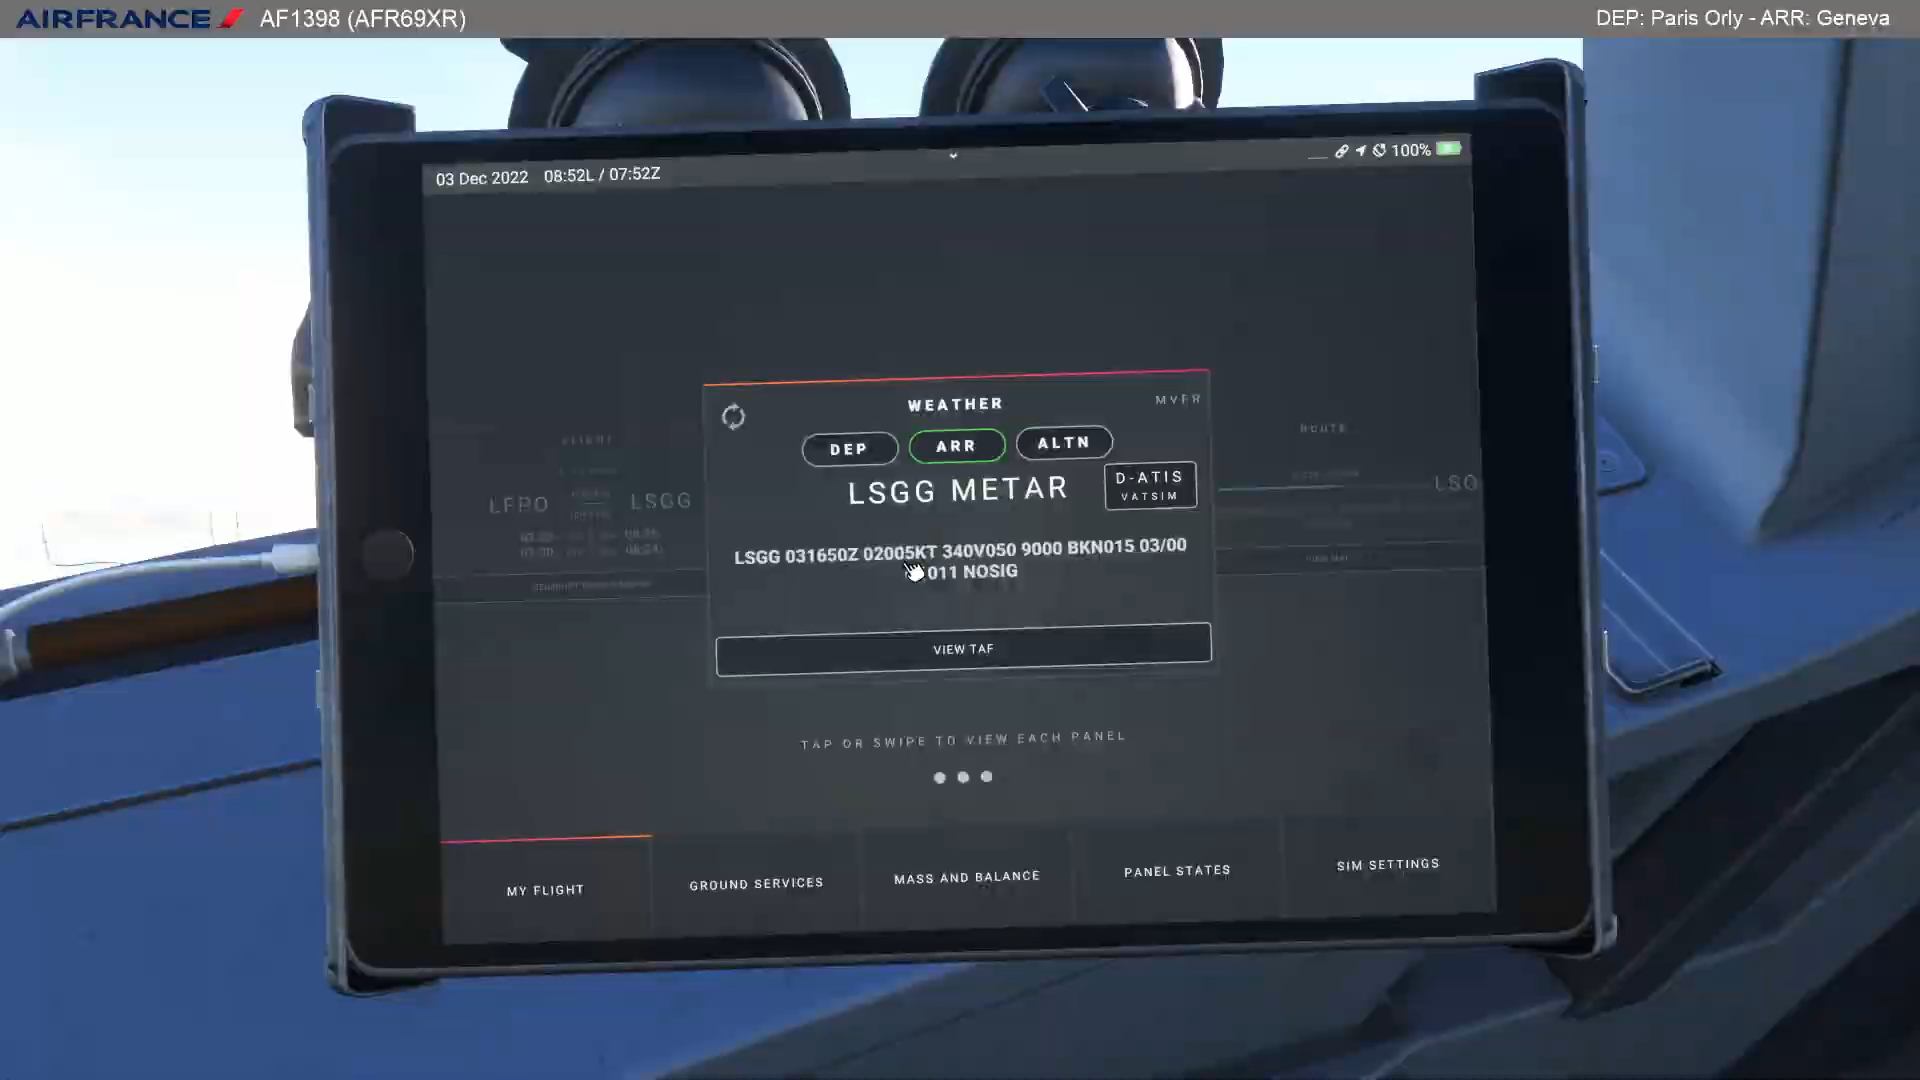 AIRFRANCE AF1398 (AFR69XR) DEP: Paris Orly - ARR: Geneva
03 Dec 2022 08:52L / 07:52Z 100%
WEATHER MVFR
DEP ARR ALTN
LSGG METAR
D-ATIS
VATSIM
LSGG 031650Z 02005KT 340V050 9000 BKN015 03/00
011 NOSIG
VIEW TAF
FLIGHT
LFPO LSGG
ROUTE
LSG
TAP OR SWIPE TO VIEW EACH PANEL
MY FLIGHT GROUND SERVICES MASS AND BALANCE PANEL STATES SIM SETTINGS